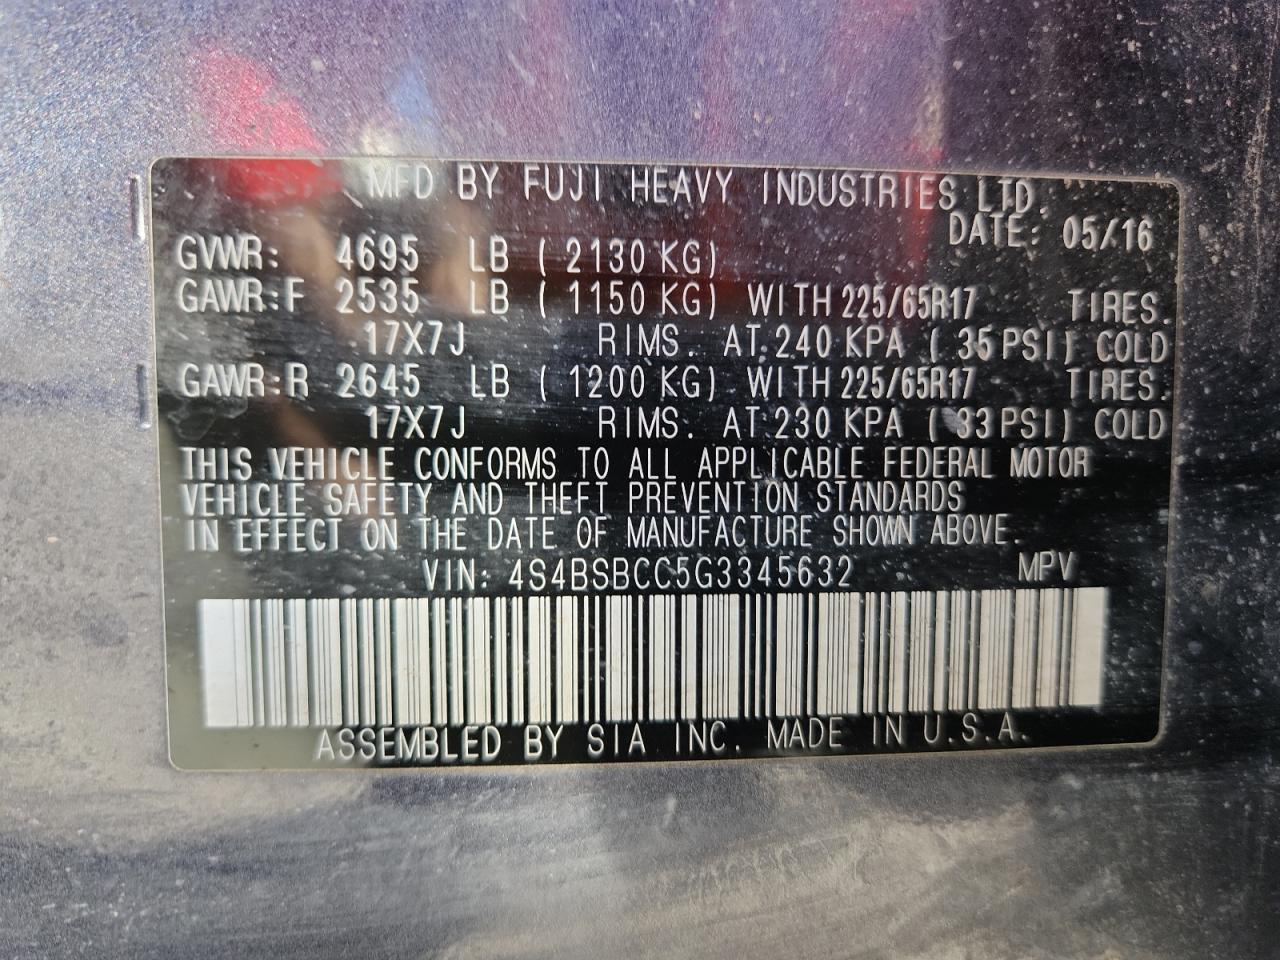 MFD BY FUJI HEAVY INDUSTRIES LTD.
DATE: 05/16
GVWR: 4695 LB ( 2130 KG)
GAWR:F 2535 LB ( 1150 KG) WITH 225/65R17 TIRES.
17X7J RIMS. AT 240 KPA ( 35 PSI) COLD
GAWR:R 2645 LB ( 1200 KG) WITH 225/65R17 TIRES.
17X7J RIMS. AT 230 KPA ( 33 PSI) COLD
THIS VEHICLE CONFORMS TO ALL APPLICABLE FEDERAL MOTOR
VEHICLE SAFETY AND THEFT PREVENTION STANDARDS
IN EFFECT ON THE DATE OF MANUFACTURE SHOWN ABOVE.
VIN: 4S4BSBCC5G3345632 MPV
ASSEMBLED BY SIA INC. MADE IN U.S.A.